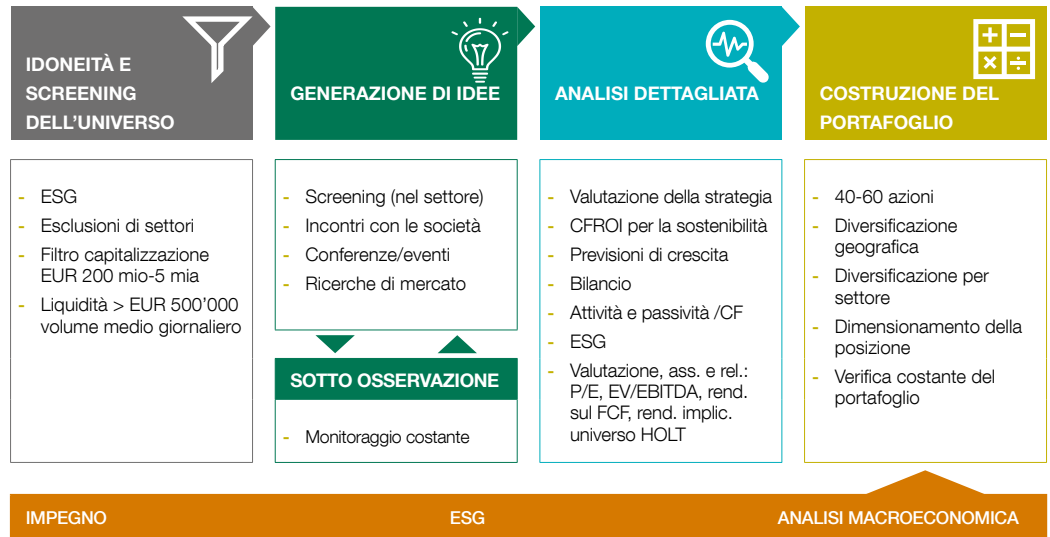 IDONEITÀ E
SCREENING
DELL'UNIVERSO
- ESG
- Esclusioni di settori
- Filtro capitalizzazione
EUR 200 mio-5 mia
- Liquidità > EUR 500'000
volume medio giornaliero
GENERAZIONE DI IDEE
- Screening (nel settore)
- Incontri con le società
- Conferenze/eventi
- Ricerche di mercato
SOTTO OSSERVAZIONE
- Monitoraggio costante
ANALISI DETTAGLIATA
- Valutazione della strategia
- CFROI per la sostenibilità
- Previsioni di crescita
- Bilancio
- Attività e passività /CF
- ESG
- Valutazione, ass. e rel.:
P/E, EV/EBITDA, rend.
sul FCF, rend. implic.
universo HOLT
COSTRUZIONE DEL
PORTAFOGLIO
- 40-60 azioni
- Diversificazione
geografica
- Diversificazione per
settore
- Dimensionamento della
posizione
- Verifica costante del
portafoglio
IMPEGNO
ESG
ANALISI MACROECONOMICA